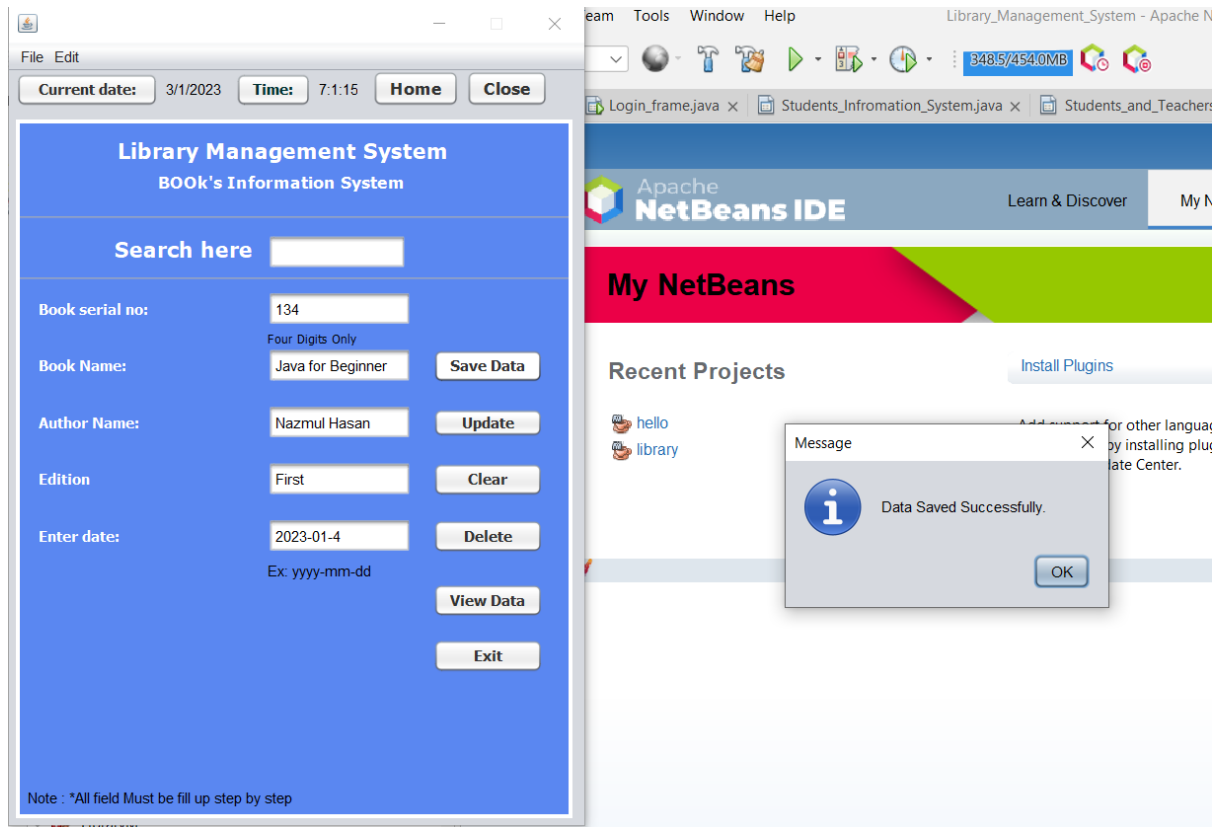 File Edit
Current date: 3/1/2023 Time: 7:1:15 Home Close
Library Management System
BOOk's Information System
Search here
Book serial no: 134
Four Digits Only
Book Name: Java for Beginner Save Data
Author Name: Nazmul Hasan Update
Edition First Clear
Enter date: 2023-01-4 Delete
Ex: yyyy-mm-dd
View Data
Exit
Note : *All field Must be fill up step by step
eam Tools Window Help Library_Management_System - Apache N
348.5/454.0MB
Login_frame.java Students_Infromation_System.java Students_and_Teachers
Apache
NetBeans IDE
Learn & Discover My N
My NetBeans
Recent Projects
hello
library
Install Plugins
Add support for other languag
by installing plug
late Center.
Message
Data Saved Successfully.
OK